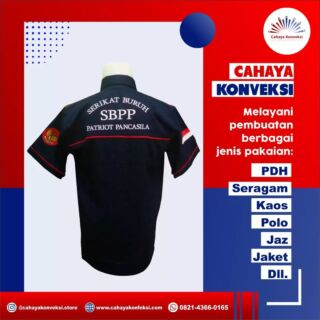 Cahaya Konveksi
CAHAYA
KONVEKSI
Melayani
pembuatan
berbagai
jenis pakaian:
PDH
Seragam
Kaos
Polo
Jaz
Jaket
Dll.
SERIKAT BURUH
SBPP
PATRIOT PANCASILA
@cahayakonveksi.store
www.cahayakonfeksi.com
0821-4366-0165